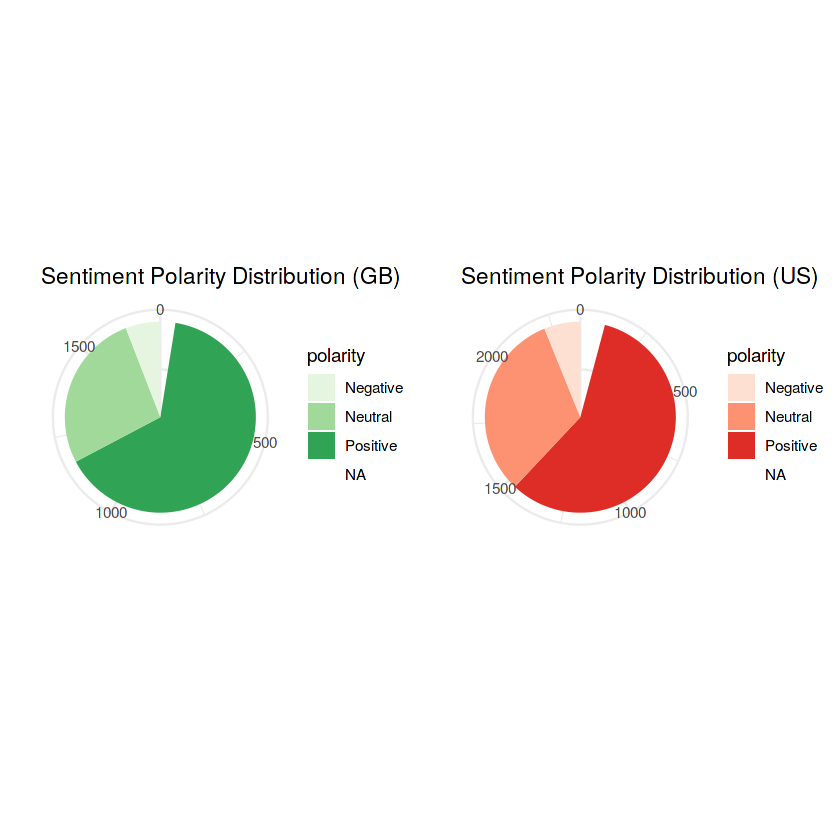 Sentiment Polarity Distribution (GB)
0
500
1000
1500
polarity
Negative
Neutral
Positive
NA
Sentiment Polarity Distribution (US)
0
500
1000
1500
2000
polarity
Negative
Neutral
Positive
NA